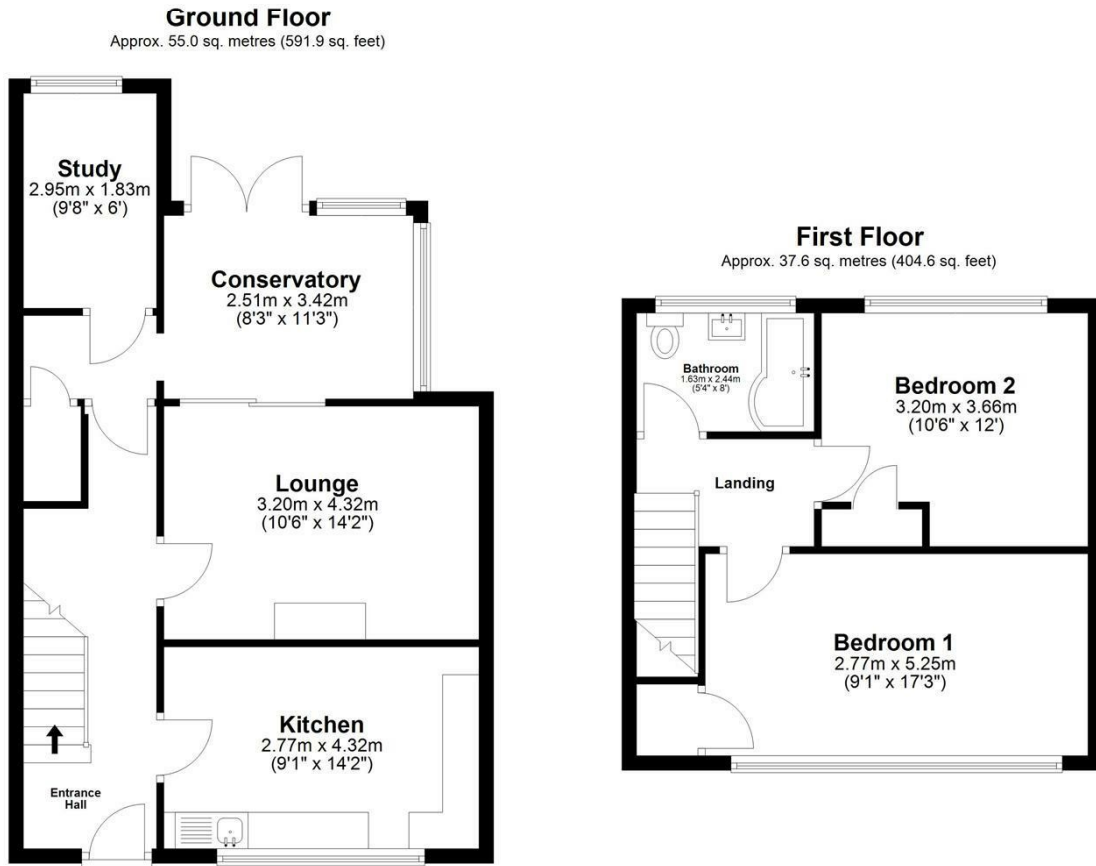 Ground Floor
Approx. 55.0 sq. metres (591.9 sq. feet)
Study
2.95m x 1.83m
(9'8" x 6')
Conservatory
2.51m x 3.42m
(8'3" x 11'3")
Lounge
3.20m x 4.32m
(10'6" x 14'2")
Kitchen
2.77m x 4.32m
(9'1" x 14'2")
Entrance
Hall
First Floor
Approx. 37.6 sq. metres (404.6 sq. feet)
Bathroom
1.63m x 2.44m
(5'4" x 8')
Bedroom 2
3.20m x 3.66m
(10'6" x 12')
Landing
Bedroom 1
2.77m x 5.25m
(9'1" x 17'3")